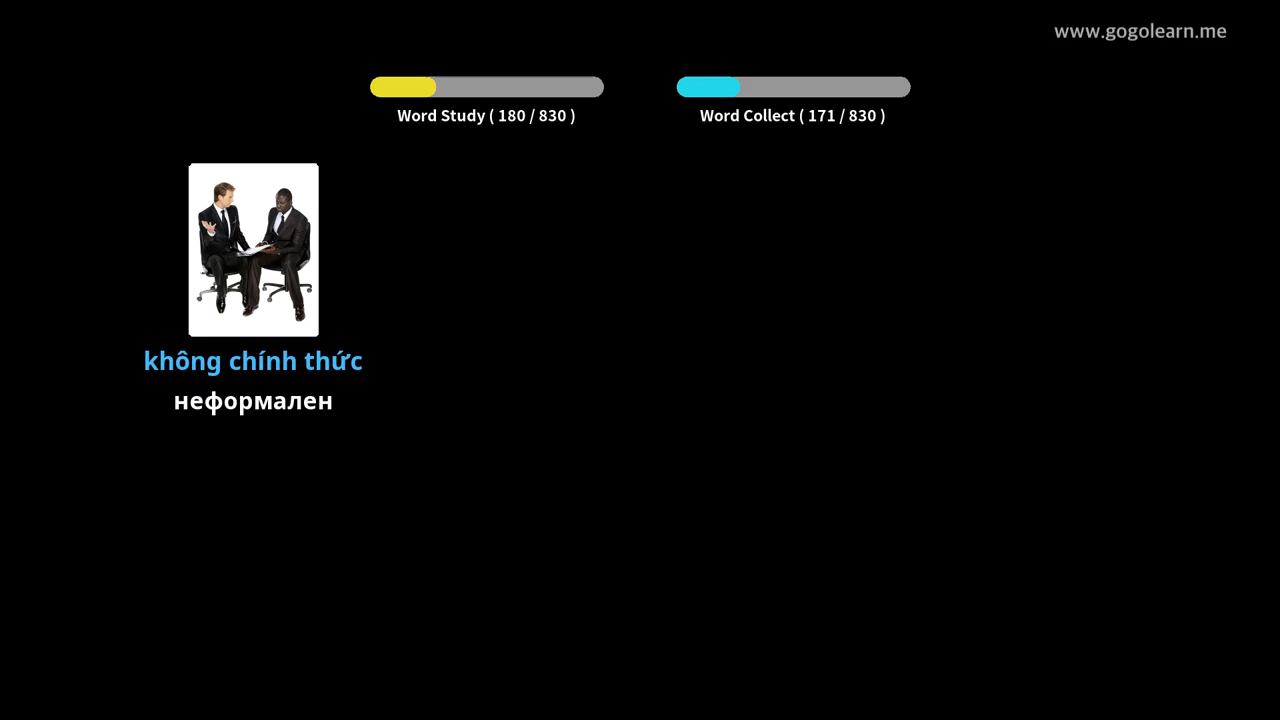 www.gogolearn.me
Word Study ( 180 / 830 )
Word Collect ( 171 / 830 )
không chính thức
неформален